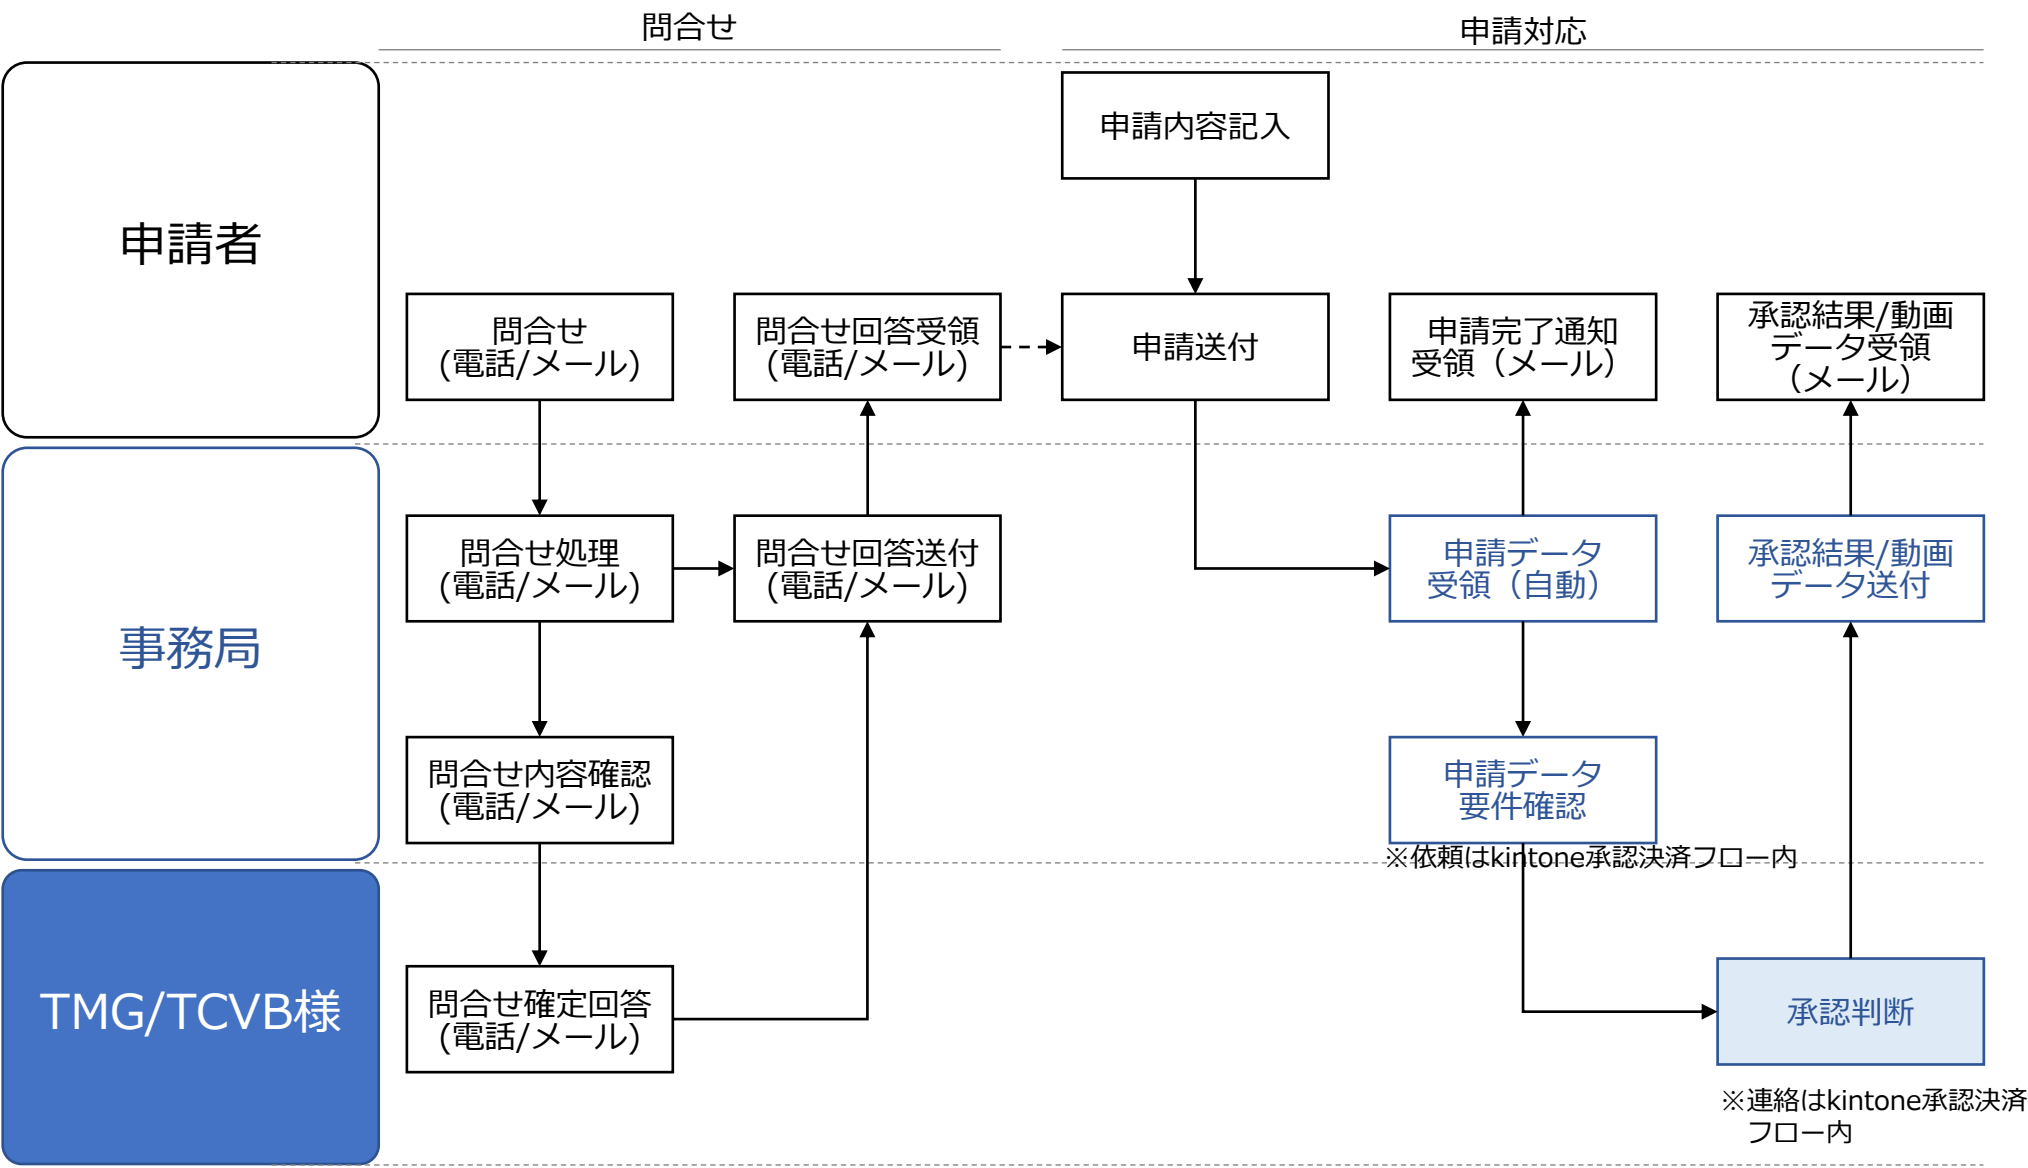 問合せ
申請対応
申請者
申請内容記入
問合せ
(電話/メール)
問合せ回答受領
(電話/メール)
申請送付
申請完了通知
受領（メール）
承認結果/動画
データ受領
（メール）
事務局
問合せ処理
(電話/メール)
問合せ回答送付
(電話/メール)
申請データ
受領（自動）
承認結果/動画
データ送付
問合せ内容確認
(電話/メール)
申請データ
要件確認
※依頼はkintone承認決済フロー内
TMG/TCVB様
問合せ確定回答
(電話/メール)
承認判断
※連絡はkintone承認決済
フロー内